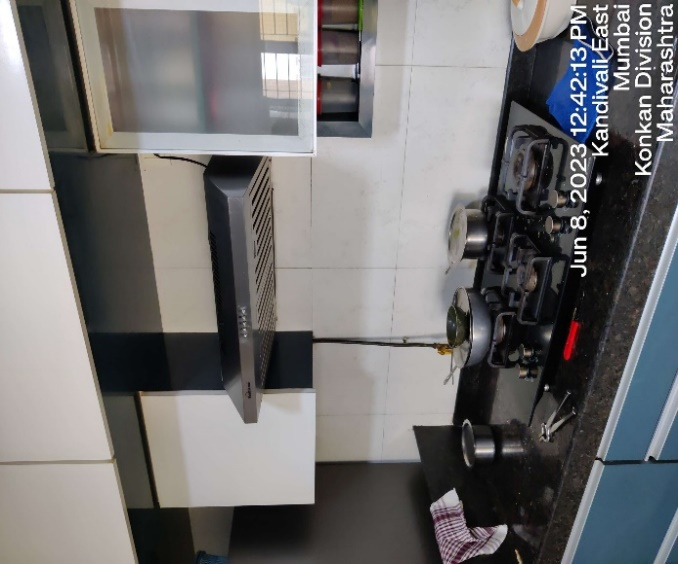 Jun 8, 2023 12:42:13 PM
Kandivali East
Mumbai
Konkan Division
Maharashtra